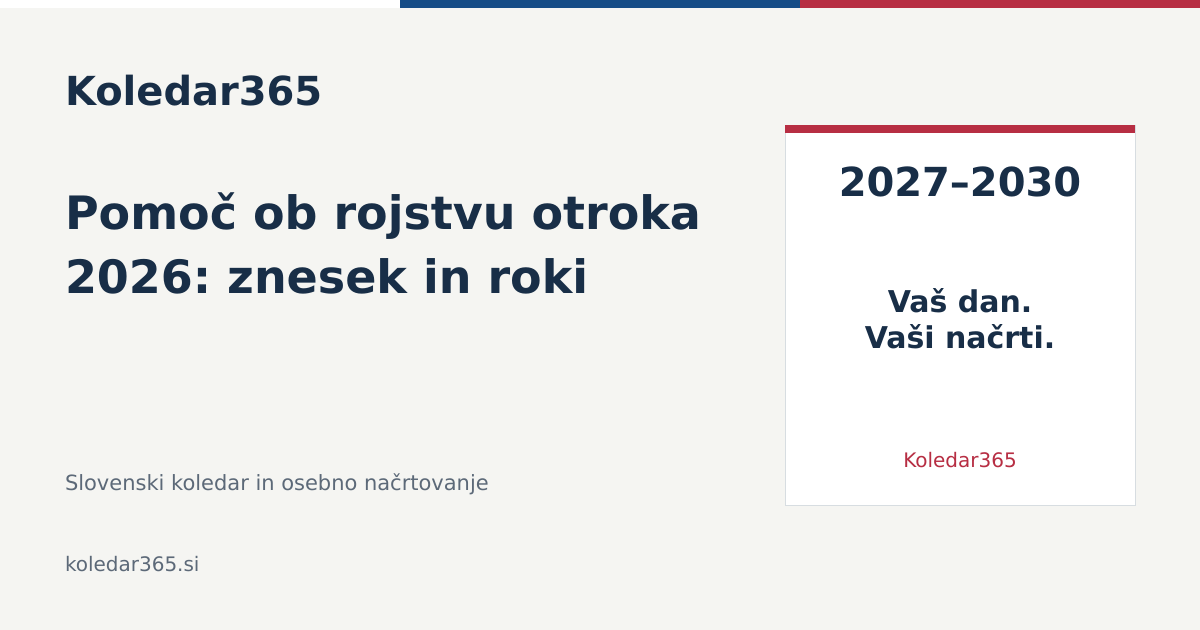 Koledar365
Pomoč ob rojstvu otroka
2026: znesek in roki
Slovenski koledar in osebno načrtovanje
koledar365.si
2027–2030
Vaš dan.
Vaši načrti.
Koledar365